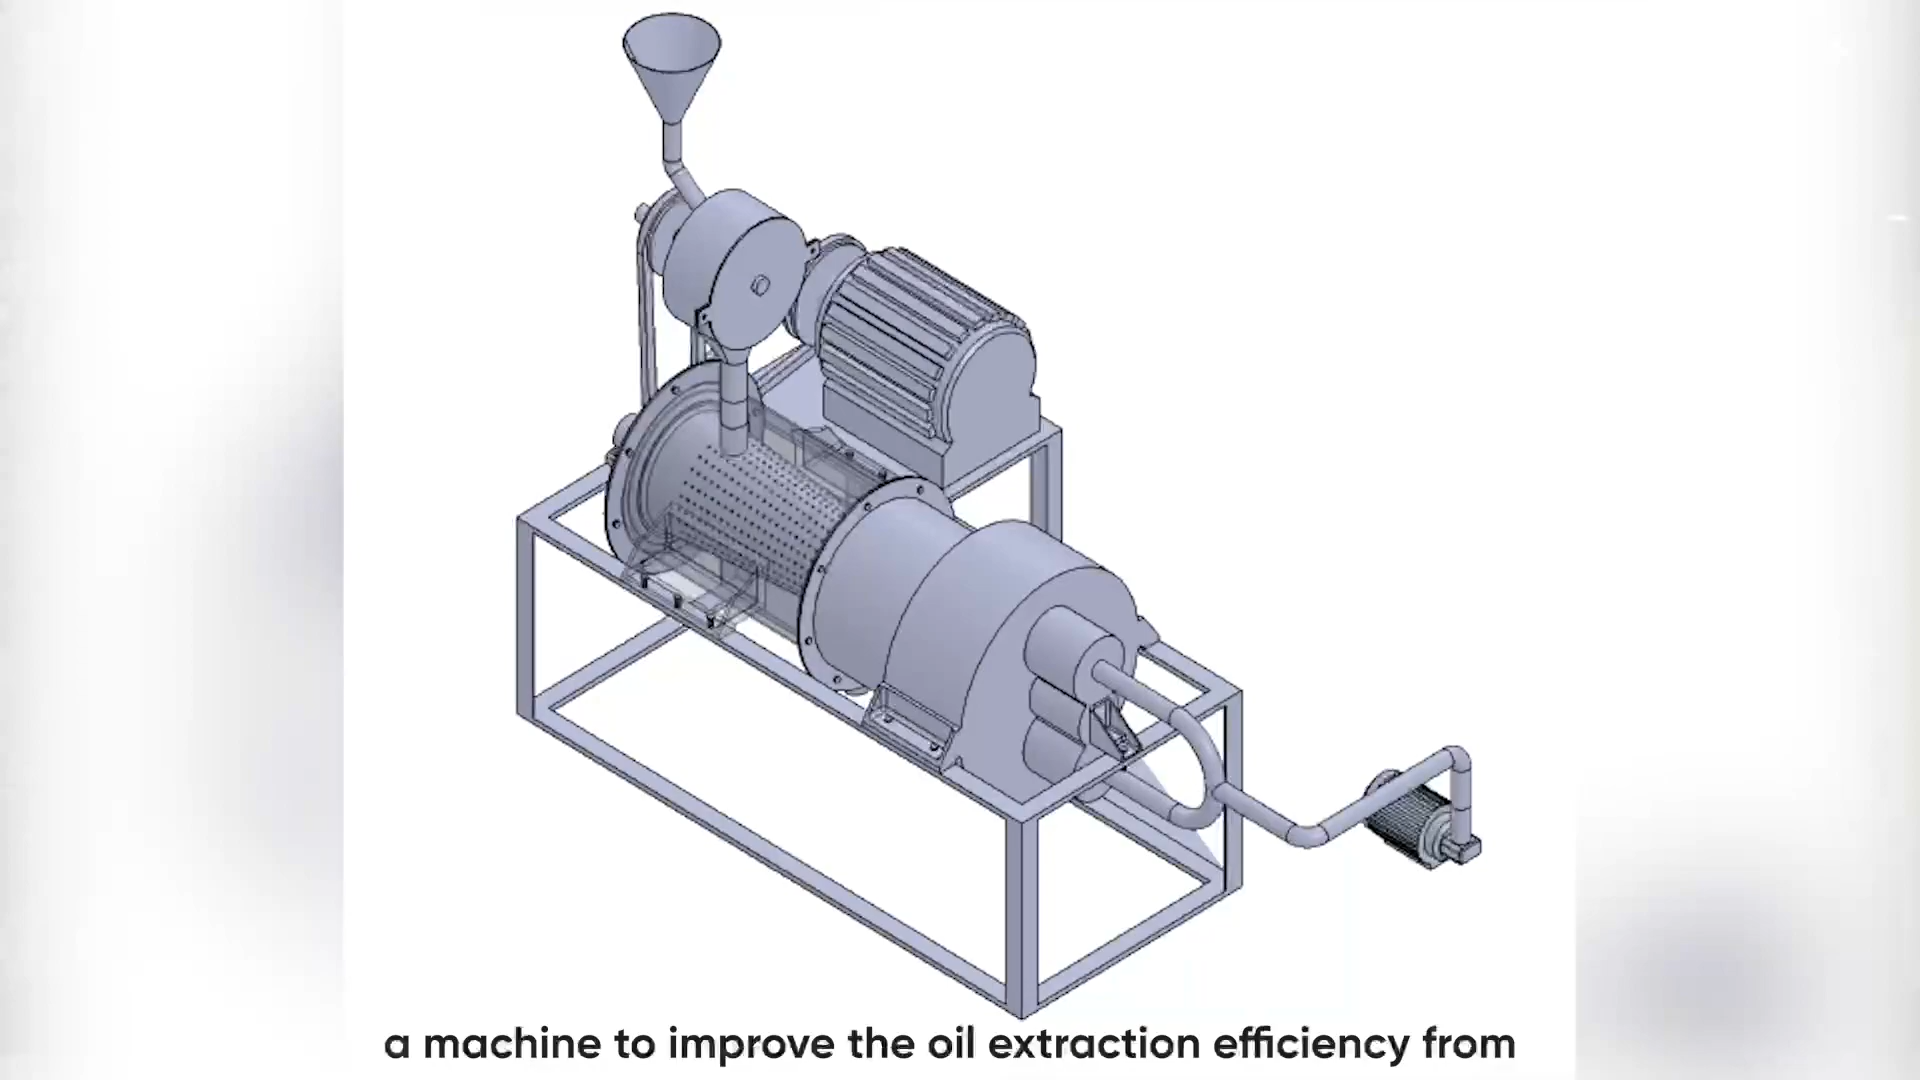 a machine to improve the oil extraction efficiency from